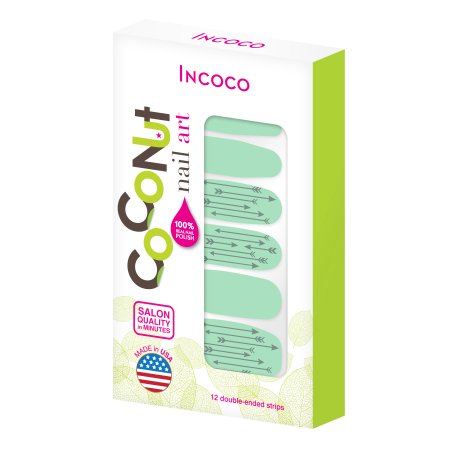 INCOCO
INCOCO
CoCoNut
nail art
100%
REAL NAIL
POLISH
SALON
QUALITY
in MINUTES
MADE in USA
12 double-ended strips